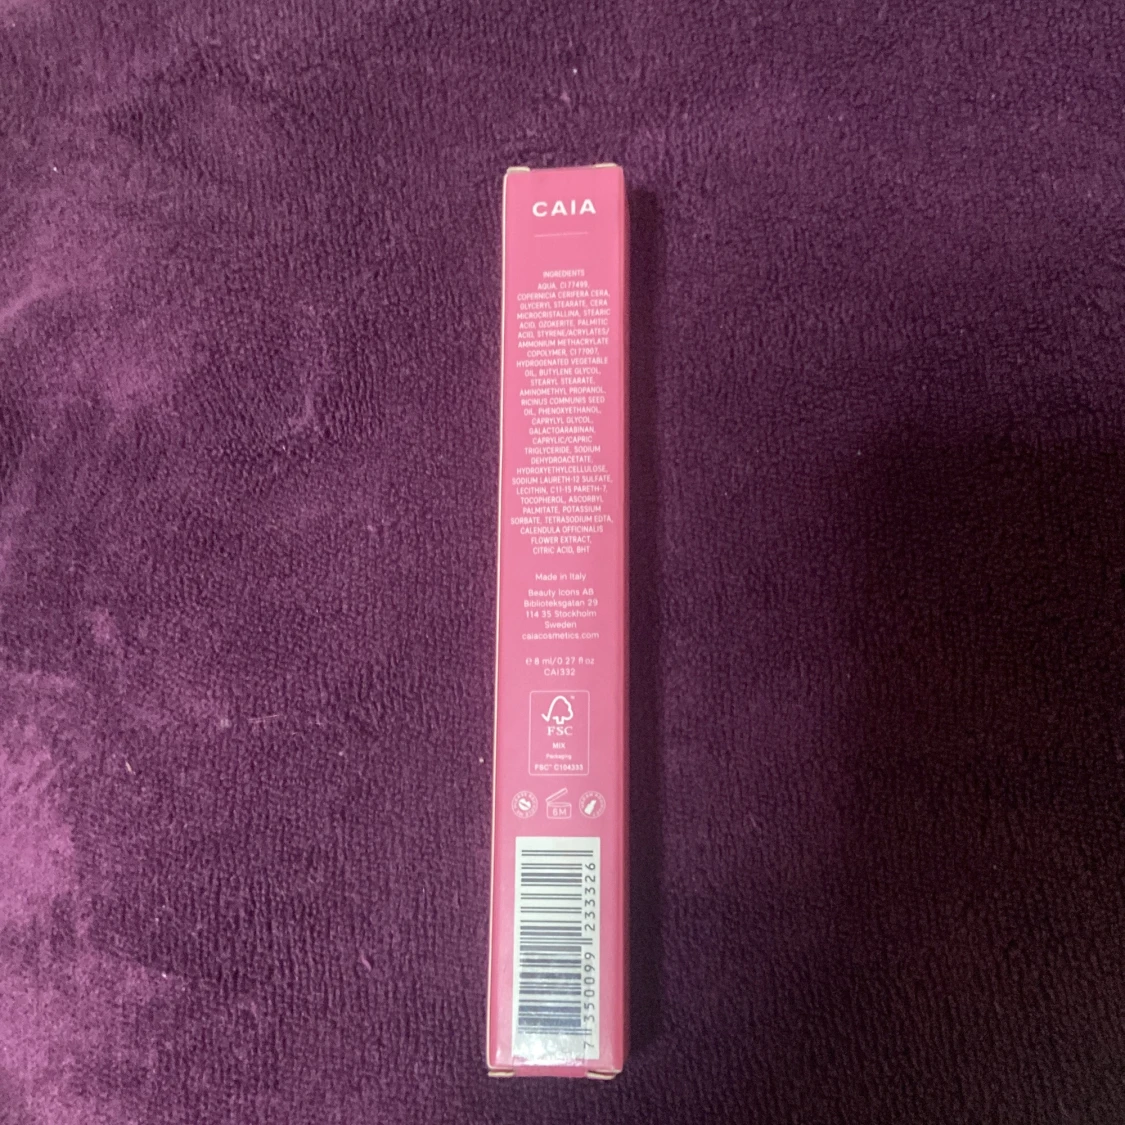 CAIA
INGREDIENTS
AQUA, CI 77499,
COPERNICIA CERIFERA CERA,
GLYCERYL STEARATE, CERA
MICROCRISTALLINA, STEARIC
ACID, OZOKERITE, PALMITIC
ACID, STYRENE/ACRYLATES/
AMMONIUM METHACRYLATE
COPOLYMER, CI 77007,
HYDROGENATED VEGETABLE
OIL, BUTYLENE GLYCOL,
STEARYL STEARATE,
AMINOMETHYL PROPANOL,
RICINUS COMMUNIS SEED
OIL, PHENOXYETHANOL,
CAPRYLYL GLYCOL,
GALACTOARABINAN,
CAPRYLIC/CAPRIC
TRIGLYCERIDE, SODIUM
DEHYDROACETATE,
HYDROXYETHYLCELLULOSE,
SODIUM LAURETH-12 SULFATE,
LECITHIN, C11-15 PARETH-7,
TOCOPHEROL, ASCORBYL
PALMITATE, POTASSIUM
SORBATE, TETRASODIUM EDTA,
CALENDULA OFFICINALIS
FLOWER EXTRACT,
CITRIC ACID, BHT
Made in Italy
Beauty Icons AB
Biblioteksgatan 29
114 35 Stockholm
Sweden
caiacosmetics.com
℮ 8 ml/0.27 fl oz
CAI332
FSC
MIX
Packaging
FSC™ C104333
6M
7 350099 233326